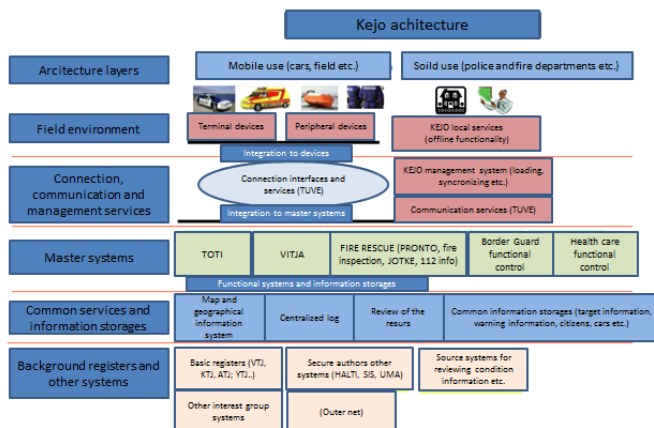 Kejo achitecture
Arcitecture layers
Mobile use (cars, field etc.)
Soild use (police and fire departments etc.)
Field environment
Terminal devices
Peripheral devices
KEJO local services
(offline functionality)
Integration to devices
Connection,
communication and
management services
Connection interfaces and
services (TUVE)
KEJO management system (loading,
syncronizing etc.)
Integration to master systems
Communication services (TUVE)
Master systems
TOTI
VITJA
FIRE RESCUE (PRONTO, fire
inspection, JOTKE, 112 info)
Border Guard
functional
control
Health care
functional
control
Functional systems and information storages
Common services and
information storages
Map and
geographical
information
system
Centralized log
Review of the
resurs
Common information storages (target information,
warning information, citizens, cars etc.)
Background registers and
other systems
Basic registers (VTJ,
KTJ, ATJ; YTJ..)
Secure authors other
systems (HALTI, SIS, UMA)
Source systems for
reviewing condition
information etc.
Other interest group
systems
(Outer net)